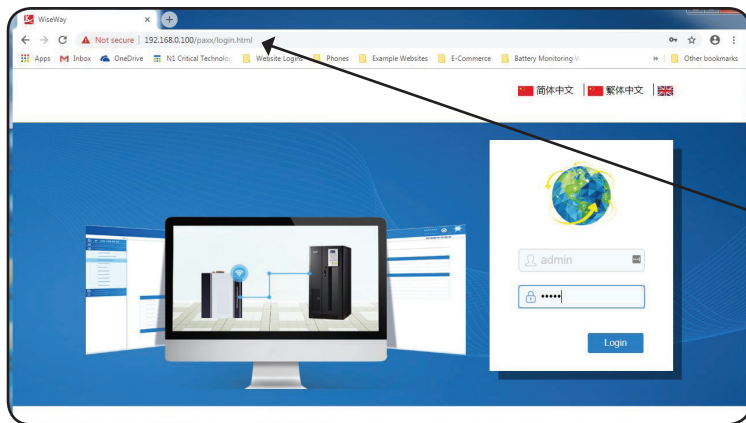 WiseWay
Not secure | 192.168.0.100/paxx/login.html
Apps Inbox OneDrive N1 Critical Technolo Website Logins Phones Example Websites E-Commerce Battery Monitoring » Other bookmarks
简体中文 繁体中文
admin
Login